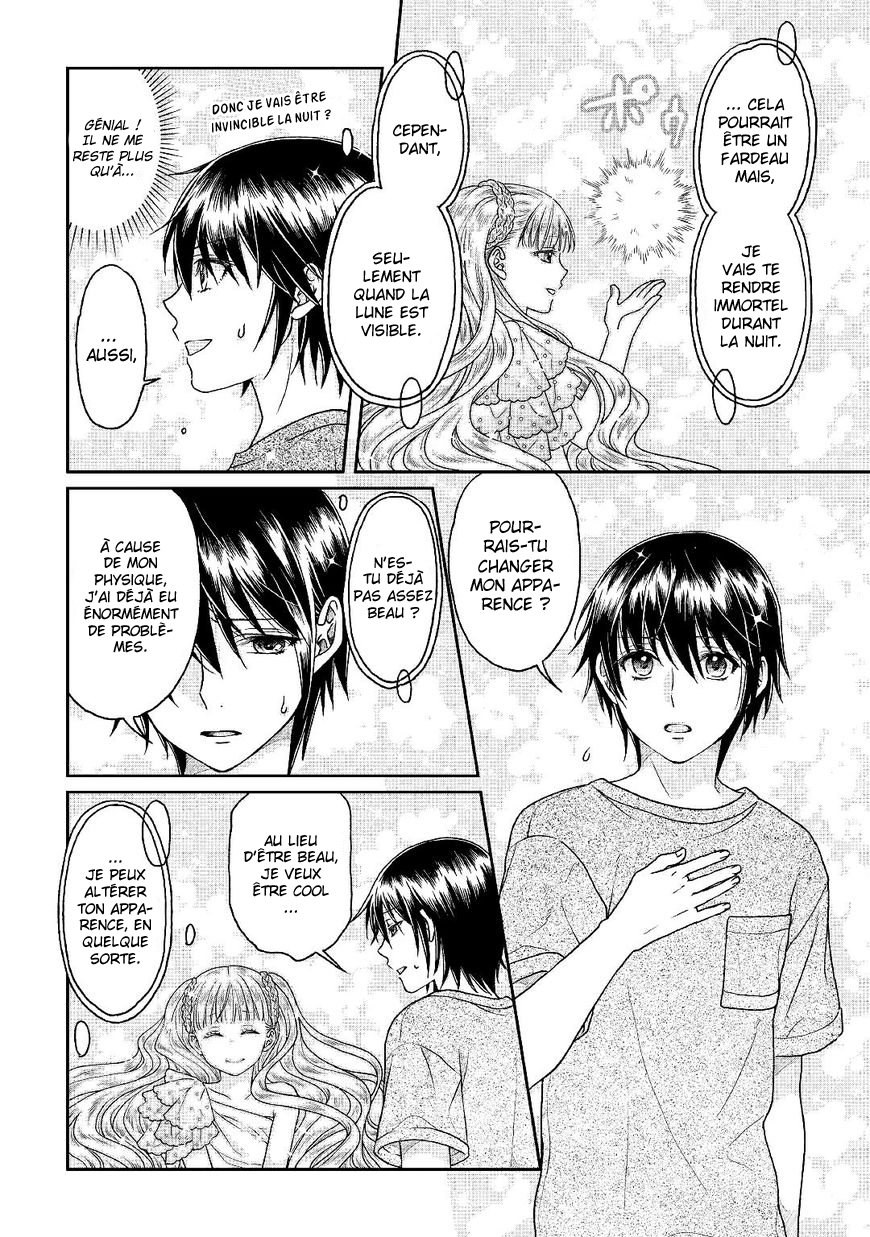 ... CELA
POURRAIT
ÊTRE UN
FARDEAU
MAIS,
JE
VAIS TE
RENDRE
IMMORTEL
DURANT
LA NUIT.
ポゥ
CEPEN-
DANT,
SEU-
LEMENT
QUAND LA
LUNE EST
VISIBLE.
DONC JE VAIS ÊTRE
INVINCIBLE LA NUIT ?
GÉNIAL !
IL NE ME
RESTE PLUS
QU'À...
...
AUSSI,
POUR-
RAIS-TU
CHANGER
MON APPA-
RENCE ?
N'ES-
TU DÉJÀ
PAS ASSEZ
BEAU ?
À CAUSE
DE MON
PHYSIQUE,
J'AI DÉJÀ EU
ÉNORMÉMENT
DE PROBLÈ-
MES.
AU LIEU
D'ÊTRE BEAU,
JE VEUX
ÊTRE COOL
...
...
JE PEUX
ALTÉRER
TON APPA-
RENCE, EN
QUELQUE
SORTE.